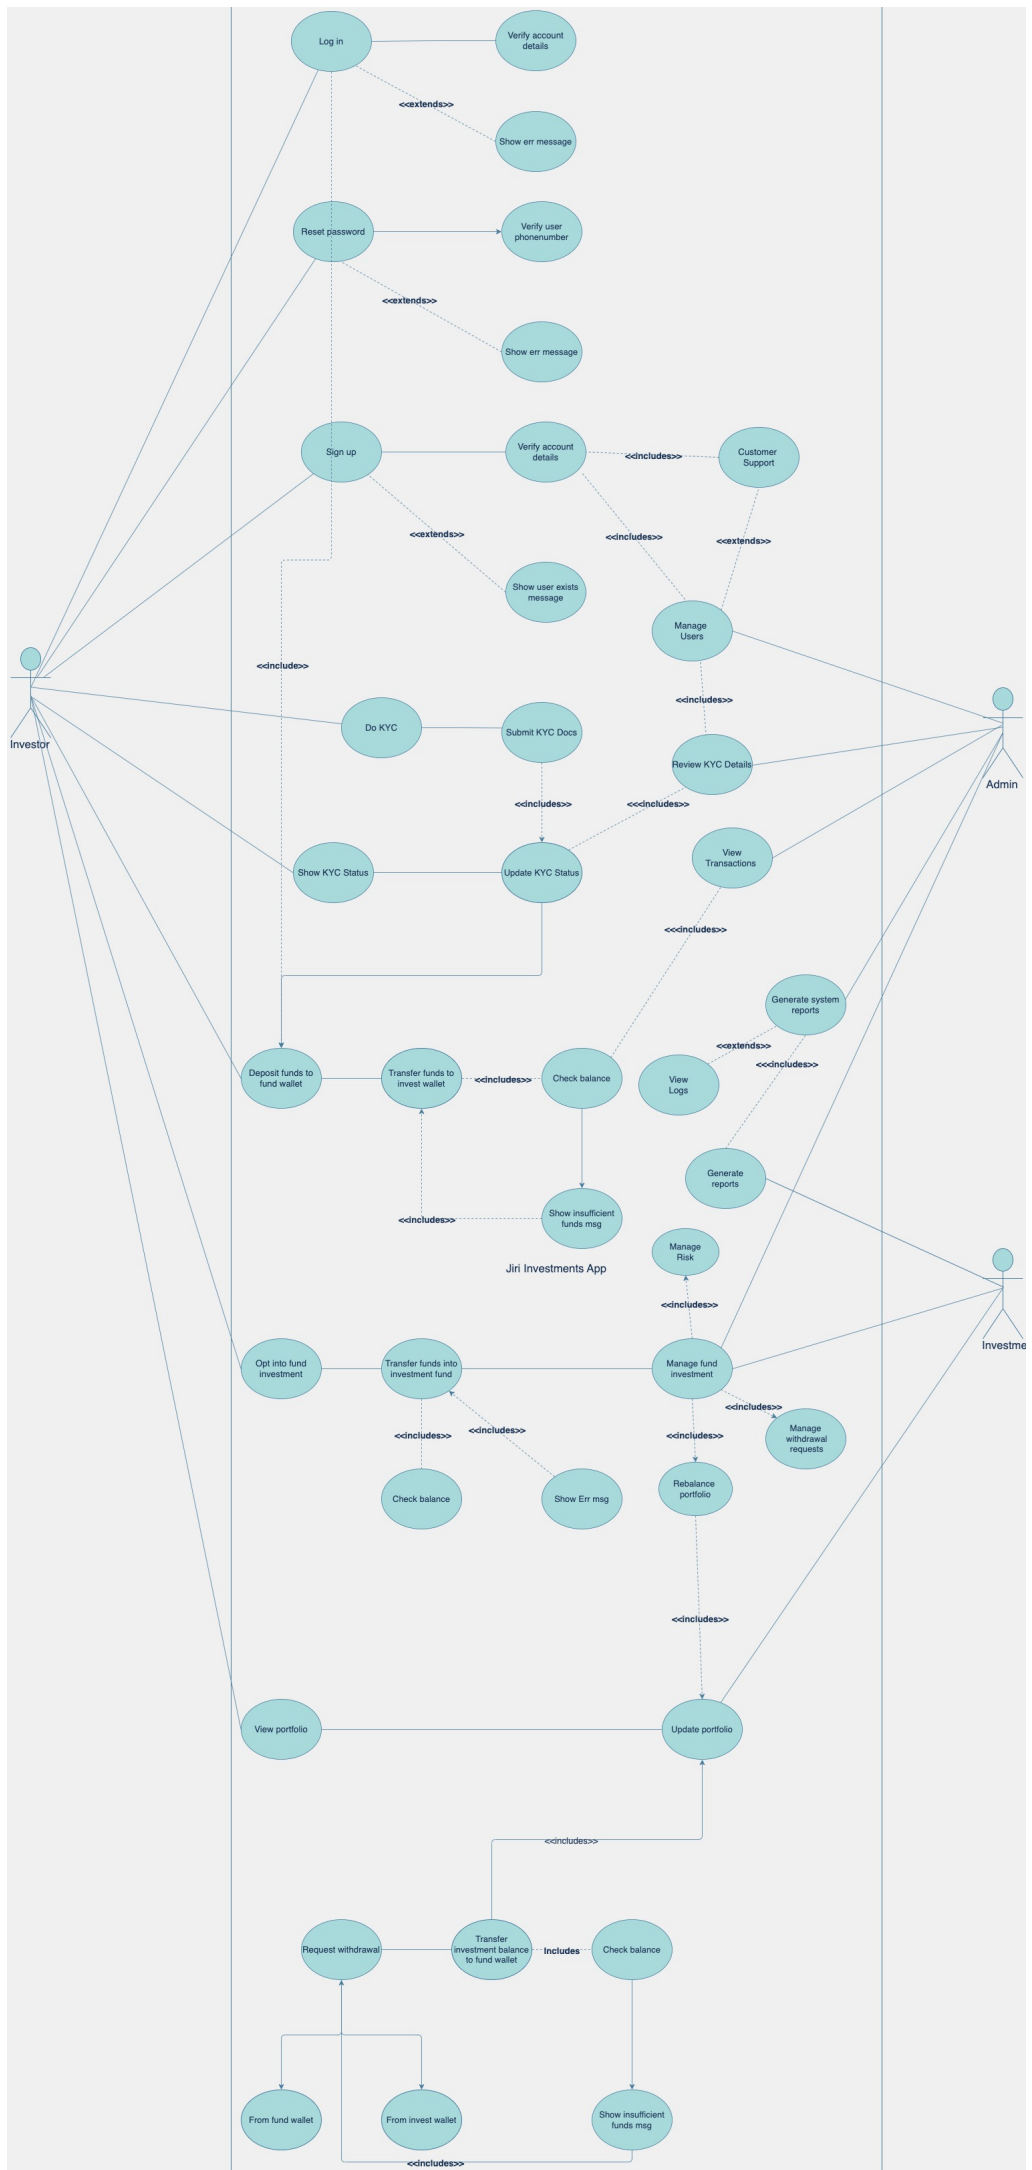 Log in
Verify account
details
<<extends>>
Show err message
Reset password
Verify user
phonenumber
<<extends>>
Show err message
Sign up
Verify account
details
<<includes>>
Customer
Support
<<extends>>
<<includes>>
<<extends>>
Show user exists
message
Manage
Users
<<include>>
Investor
Do KYC
Submit KYC Docs
<<includes>>
Review KYC Details
Admin
<<includes>>
<<<includes>>
View
Transactions
Show KYC Status
Update KYC Status
<<<includes>>
Generate system
reports
<<extends>>
<<<includes>>
Deposit funds to
fund wallet
Transfer funds to
invest wallet
<<includes>>
Check balance
View
Logs
Generate
reports
<<includes>>
Show insufficient
funds msg
Manage
Risk
Jiri Investments App
<<includes>>
Investme
Opt into fund
investment
Transfer funds into
investment fund
Manage fund
investment
<<includes>>
<<includes>>
<<includes>>
<<includes>>
Manage
withdrawal
requests
Check balance
Show Err msg
Rebalance
portfolio
<<includes>>
View portfolio
Update portfolio
<<includes>>
Request withdrawal
Transfer
investment balance
to fund wallet
Includes
Check balance
From fund wallet
From invest wallet
Show insufficient
funds msg
<<includes>>